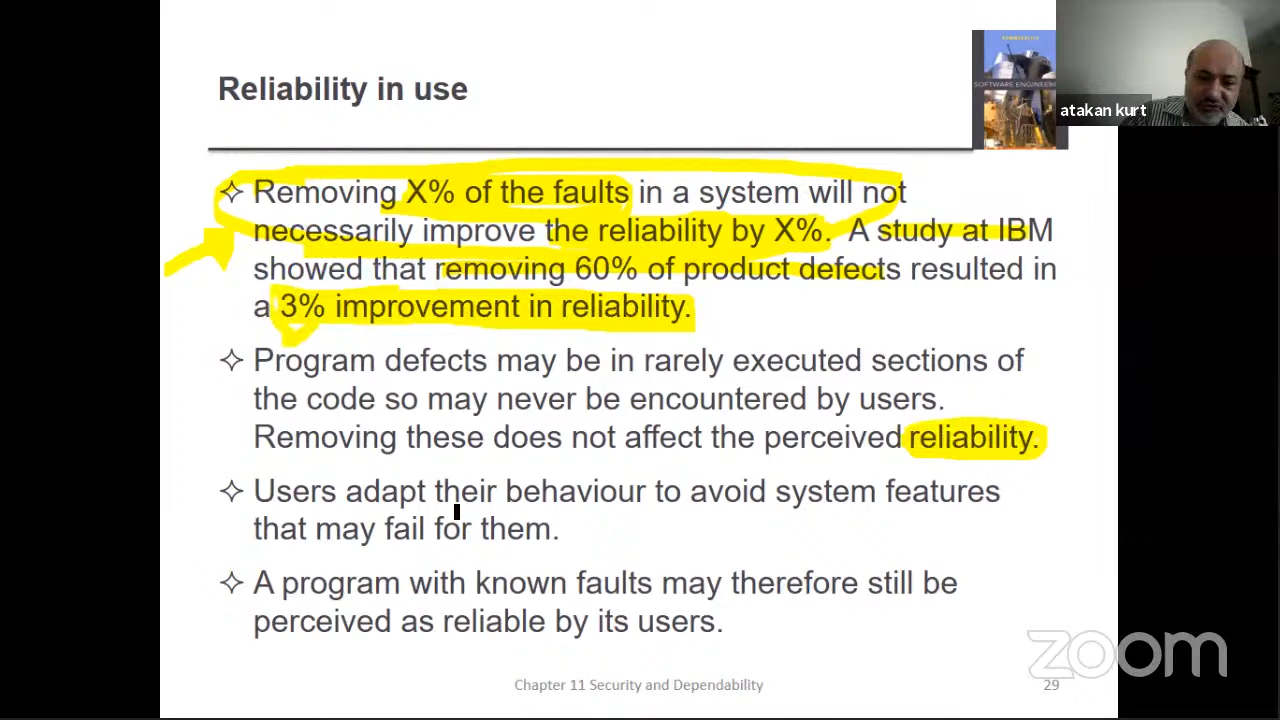 Reliability in use
SOMMERVILLE
SOFTWARE ENGINEERI
atakan kurt
✧ Removing X% of the faults in a system will not
necessarily improve the reliability by X%. A study at IBM
showed that removing 60% of product defects resulted in
a 3% improvement in reliability.
✧ Program defects may be in rarely executed sections of
the code so may never be encountered by users.
Removing these does not affect the perceived reliability.
✧ Users adapt their behaviour to avoid system features
that may fail for them.
✧ A program with known faults may therefore still be
perceived as reliable by its users.
zoom
Chapter 11 Security and Dependability
29